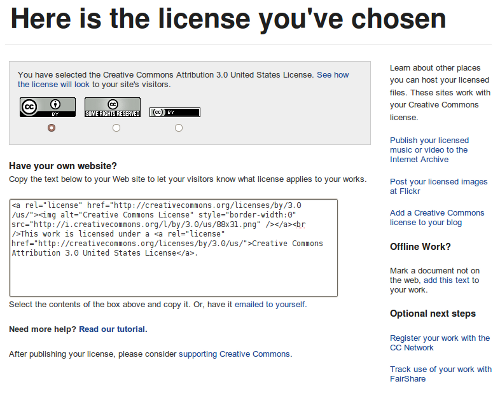 Here is the license you've chosen
You have selected the Creative Commons Attribution 3.0 United States License. See how
the license will look to your site's visitors.
cc BY
cc SOME RIGHTS RESERVED
cc BY
Have your own website?
Copy the text below to your Web site to let your visitors know what license applies to your works.
<a rel="license" href="http://creativecommons.org/licenses/by/3.0
/us/"><img alt="Creative Commons License" style="border-width:0"
src="http://i.creativecommons.org/l/by/3.0/us/88x31.png" /></a><br
/>This work is licensed under a <a rel="license"
href="http://creativecommons.org/licenses/by/3.0/us/">Creative Commons
Attribution 3.0 United States License</a>.
Select the contents of the box above and copy it. Or, have it emailed to yourself.
Need more help? Read our tutorial.
After publishing your license, please consider supporting Creative Commons.
Learn about other places
you can host your licensed
files. These sites work with
your Creative Commons
license.
Publish your licensed
music or video to the
Internet Archive
Post your licensed images
at Flickr
Add a Creative Commons
license to your blog
Offline Work?
Mark a document not on
the web, add this text to
your work.
Optional next steps
Register your work with the
CC Network
Track use of your work with
FairShare